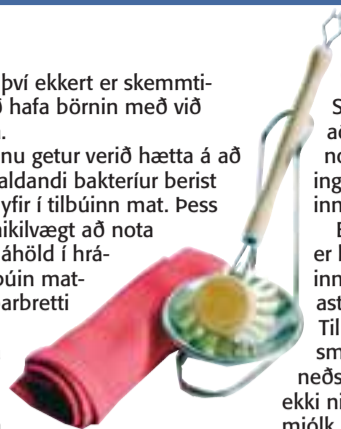 því ekkert er skemmti-
hafa börnin með við
nu getur verið hætta á að
aldandi bakteríur berist
yfir í tilbúinn mat. Þess
nikilvægt að nota
áhöld í hrá-
búin mat-
arbretti
S
að
no
ing
inn
E
er h
inn
ast
Til
sm
neðs
ekki ni
mjólk